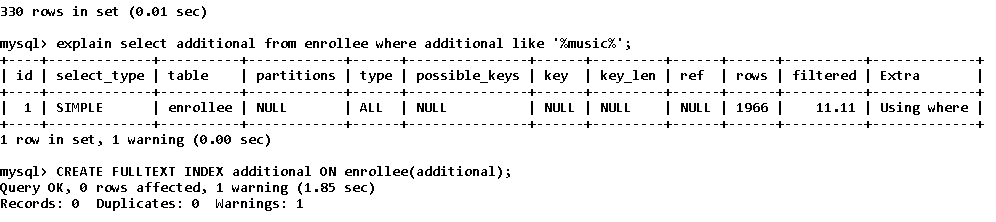 330 rows in set (0.01 sec)
mysql> explain select additional from enrollee where additional like '%music%';
+----+-------------+----------+------------+------+---------------+------+---------+------+------+----------+-------------+
| id | select_type | table    | partitions | type | possible_keys | key  | key_len | ref  | rows | filtered | Extra       |
+----+-------------+----------+------------+------+---------------+------+---------+------+------+----------+-------------+
|  1 | SIMPLE      | enrollee | NULL       | ALL  | NULL          | NULL | NULL    | NULL | 1966 |    11.11 | Using where |
+----+-------------+----------+------------+------+---------------+------+---------+------+------+----------+-------------+
1 row in set, 1 warning (0.00 sec)
mysql> CREATE FULLTEXT INDEX additional ON enrollee(additional);
Query OK, 0 rows affected, 1 warning (1.85 sec)
Records: 0  Duplicates: 0  Warnings: 1